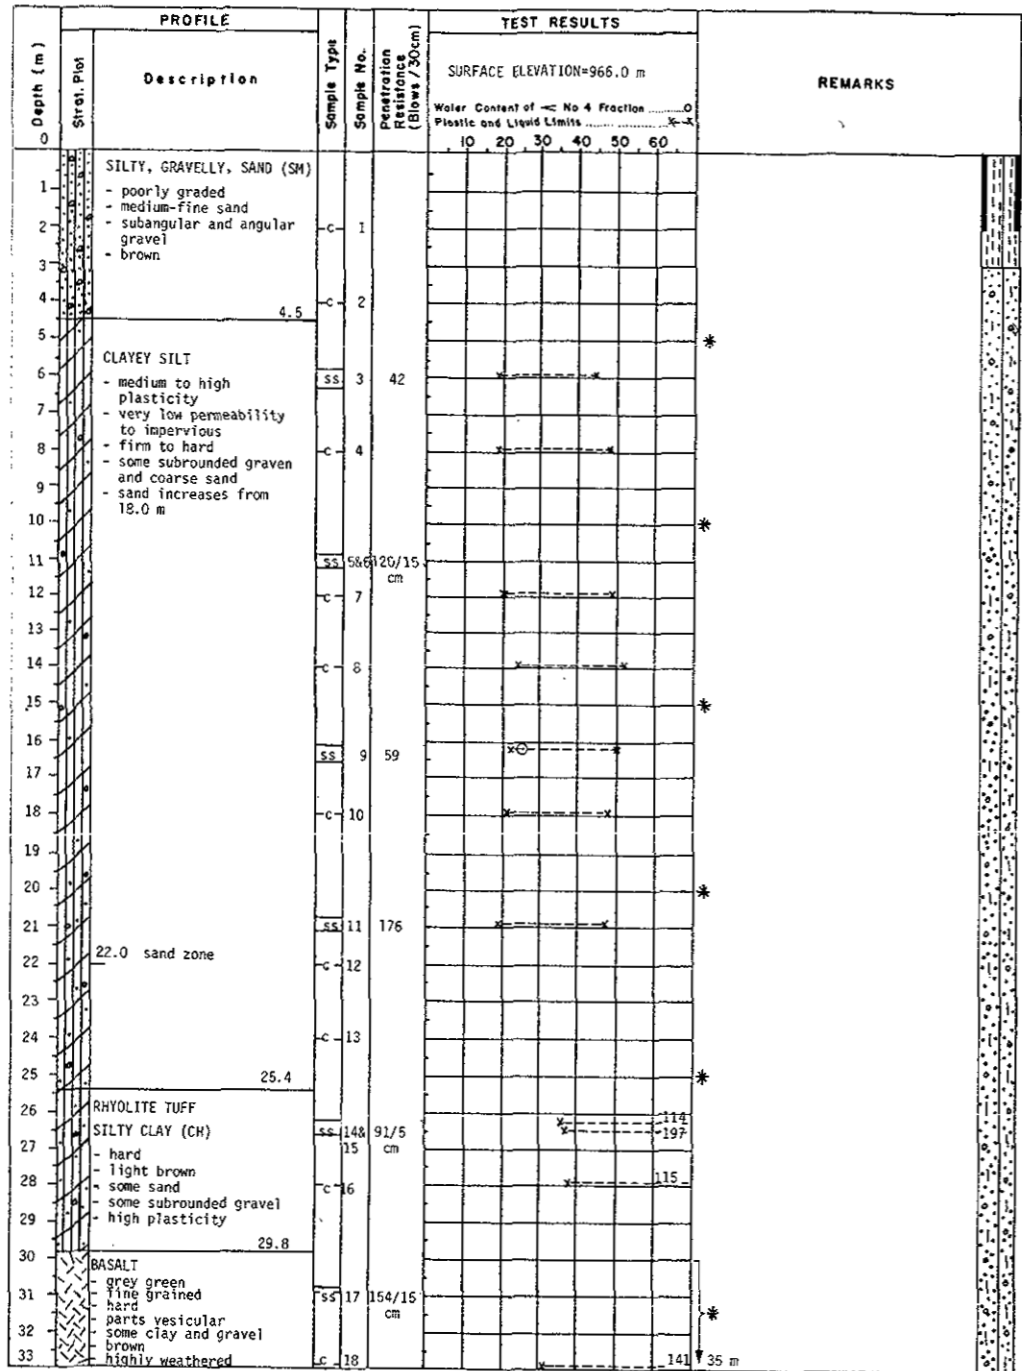 PROFILE
TEST RESULTS
Depth (m)
Strat. Plot
Description
Sample Type
Sample No.
Penetration
Resistance
(Blows /30cm)
SURFACE ELEVATION=966.0 m
REMARKS
Water Content of < No 4 Fraction ........O
Plastic and Liquid Limits ............... x--x
0
10 20 30 40 50 60
SILTY, GRAVELLY, SAND (SM)
1
- poorly graded
- medium-fine sand
2
- subangular and angular
gravel
c 1
- brown
3
4
c 2
4.5
5
*
CLAYEY SILT
6
- medium to high
plasticity
ss 3 42
7
- very low permeability
to impervious
8
- firm to hard
c 4
- some subrounded graven
and coarse sand
9
- sand increases from
18.0 m
10
*
11
ss 5&6 120/15
cm
12
c 7
13
14
c 8
15
*
16
ss 9 59
17
18
c 10
19
20
*
21
ss 11 176
22.0 sand zone
22
c 12
23
24
c 13
25
25.4
*
26
RHYOLITE TUFF
114
SILTY CLAY (CH)
ss 14& 91/5
197
27
15 cm
- hard
- light brown
28
- some sand
c 16
115
- some subrounded gravel
29
- high plasticity
29.8
30
BASALT
- grey green
31
- fine grained
ss 17 154/15
- hard
cm
*
- parts vesicular
32
- some clay and gravel
- brown
33
- highly weathered
c 18
141
35 m